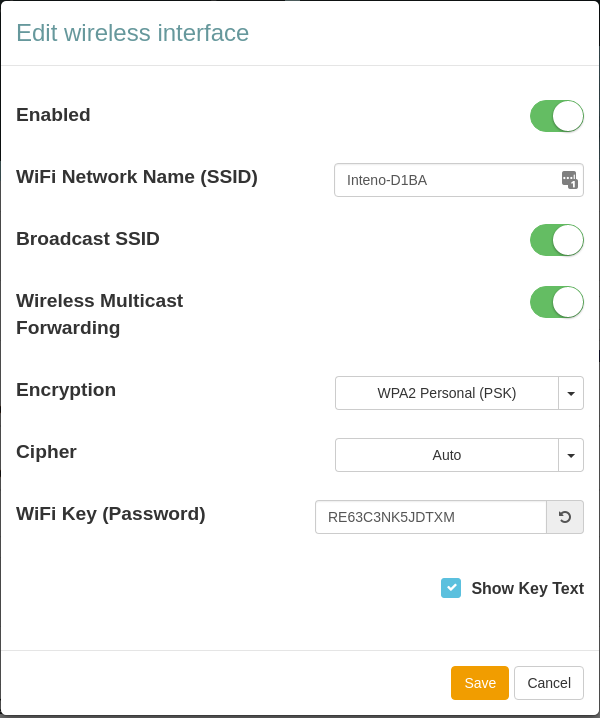 Edit wireless interface
Enabled
WiFi Network Name (SSID)
Inteno-D1BA
Broadcast SSID
Wireless Multicast
Forwarding
Encryption
WPA2 Personal (PSK)
Cipher
Auto
WiFi Key (Password)
RE63C3NK5JDTXM
Show Key Text
Save
Cancel